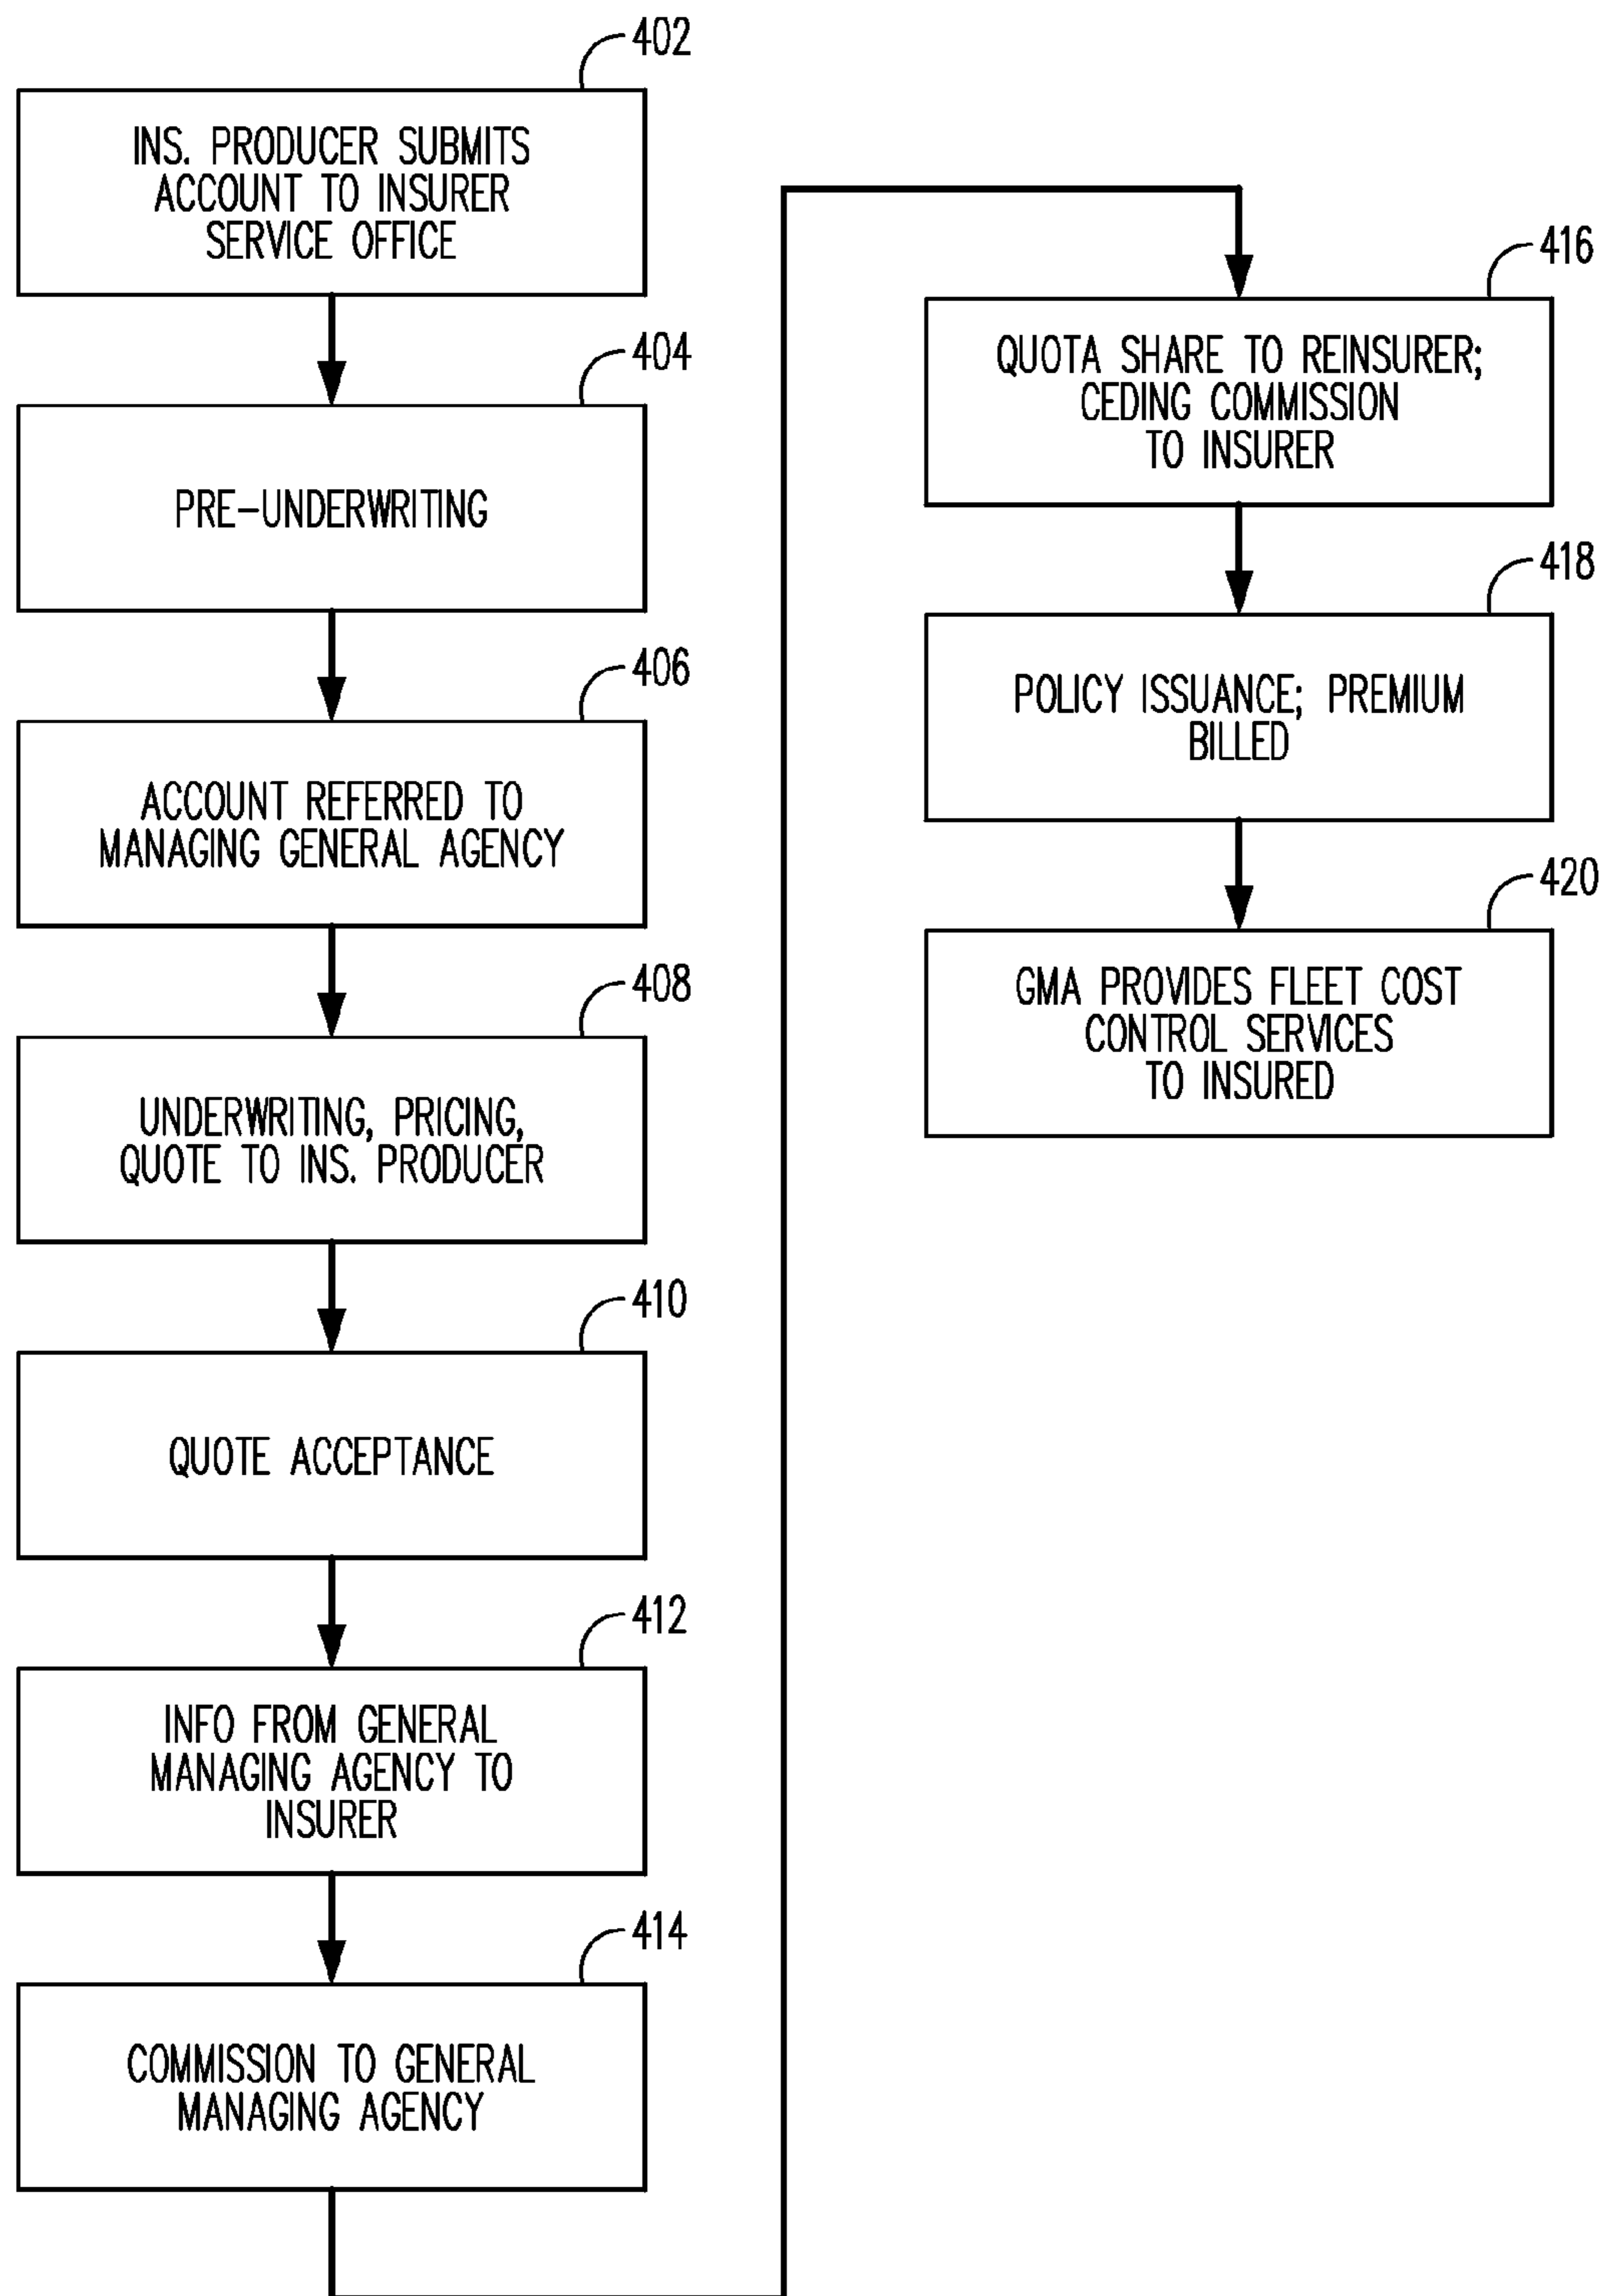 402
INS. PRODUCER SUBMITS
ACCOUNT TO INSURER
SERVICE OFFICE
404
PRE-UNDERWRITING
406
ACCOUNT REFERRED TO
MANAGING GENERAL AGENCY
408
UNDERWRITING, PRICING,
QUOTE TO INS. PRODUCER
410
QUOTE ACCEPTANCE
412
INFO FROM GENERAL
MANAGING AGENCY TO
INSURER
414
COMMISSION TO GENERAL
MANAGING AGENCY
416
QUOTA SHARE TO REINSURER;
CEDING COMMISSION
TO INSURER
418
POLICY ISSUANCE; PREMIUM
BILLED
420
GMA PROVIDES FLEET COST
CONTROL SERVICES
TO INSURED